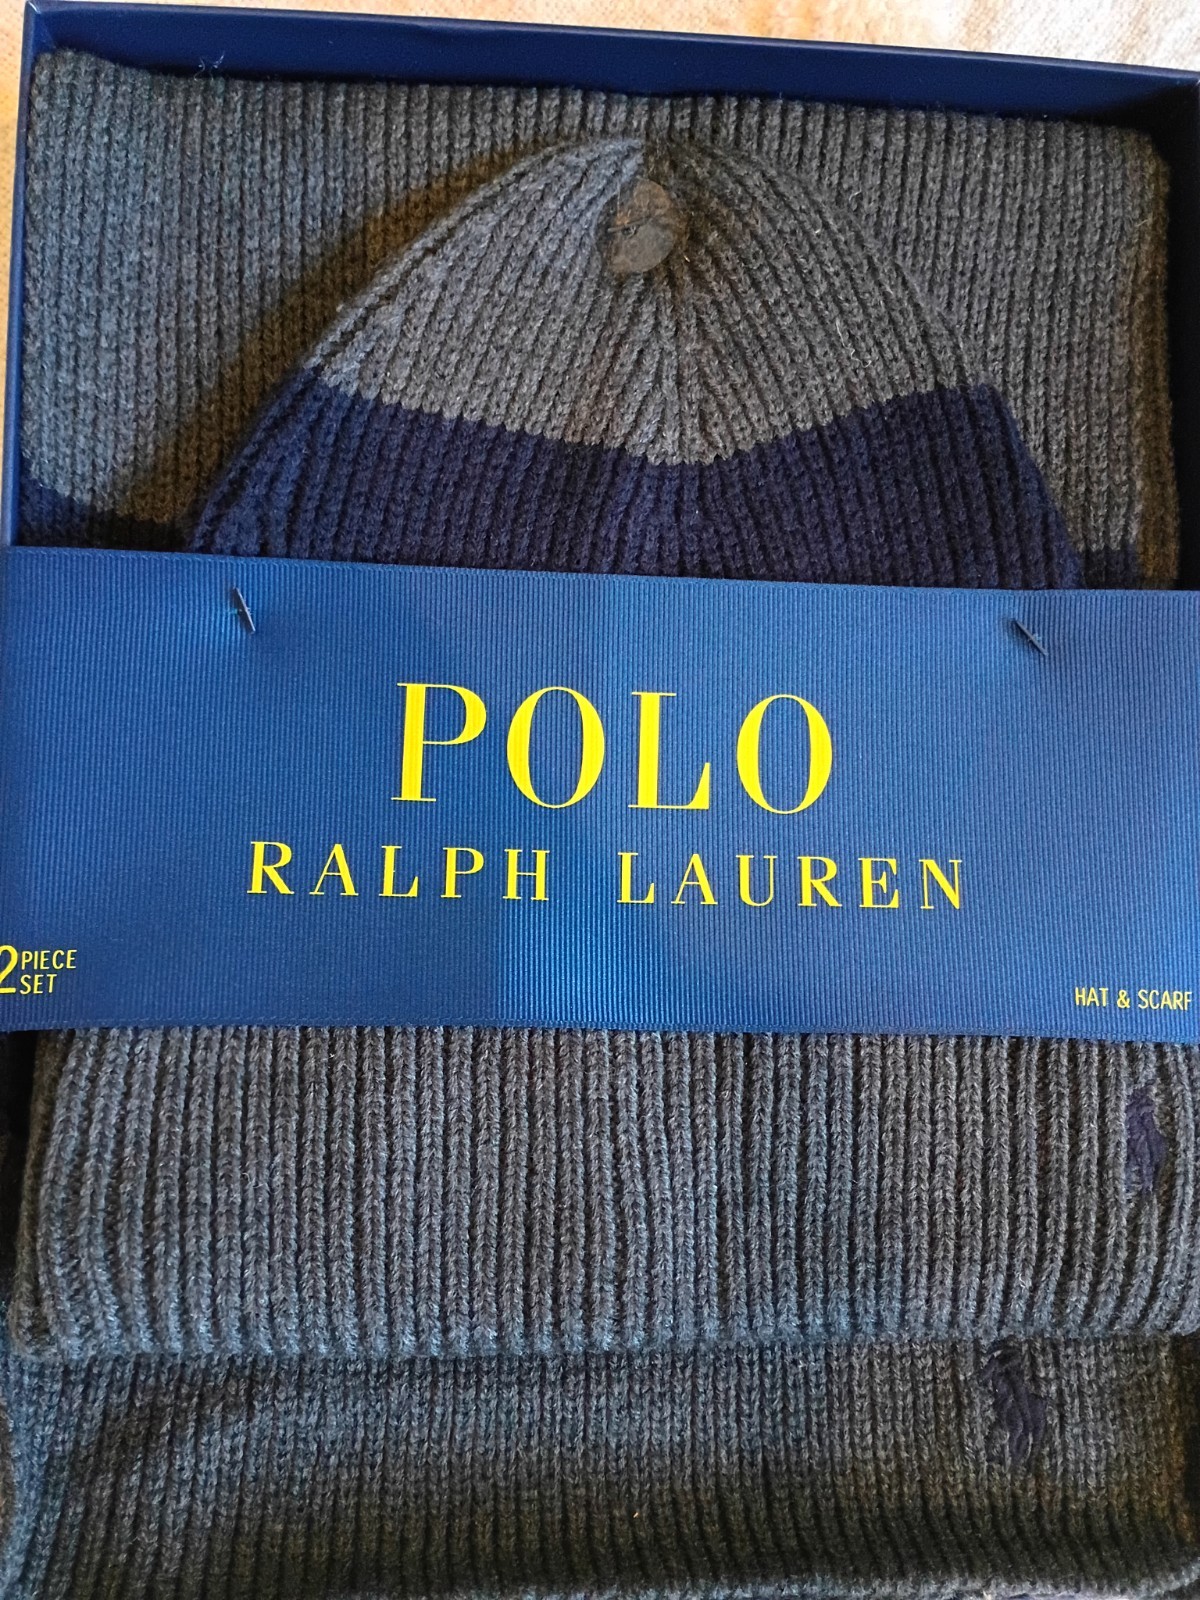 POLO
RALPH LAUREN
2 PIECE
SET
HAT & SCARF